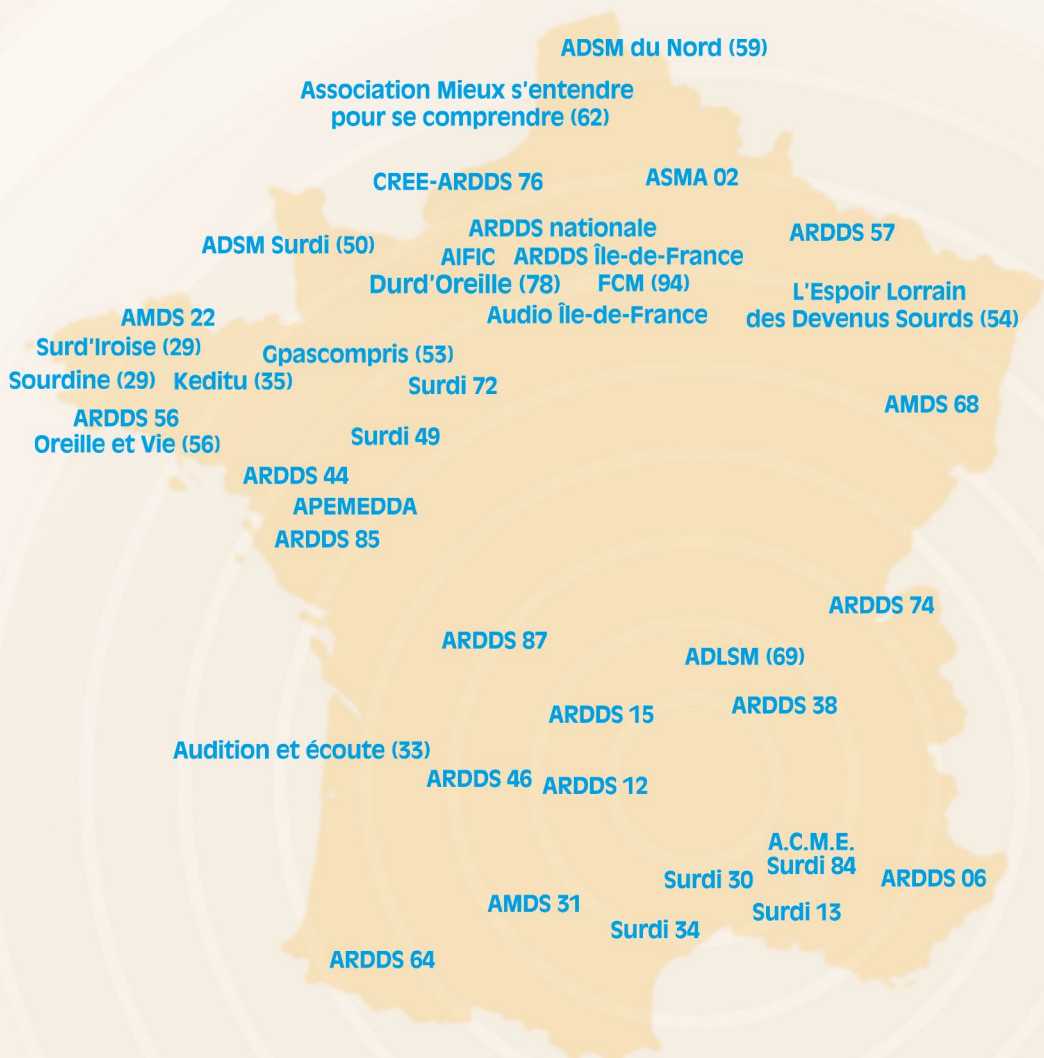 ADSM du Nord (59)
Association Mieux s'entendre
pour se comprendre (62)
CREE-ARDDS 76
ASMA 02
ARDDS nationale
ADSM Surdi (50)
AIFIC
ARDDS Île-de-France
ARDDS 57
Durd'Oreille (78)
FCM (94)
L'Espoir Lorrain
des Devenus Sourds (54)
Audio Île-de-France
AMDS 22
Surd'Iroise (29)
Gpascompris (53)
Sourdine (29)
Keditu (35)
Surdi 72
AMDS 68
ARDDS 56
Oreille et Vie (56)
Surdi 49
ARDDS 44
APEMEDDA
ARDDS 85
ARDDS 74
ARDDS 87
ADLSM (69)
ARDDS 15
ARDDS 38
Audition et écoute (33)
ARDDS 46
ARDDS 12
A.C.M.E.
Surdi 84
Surdi 30
ARDDS 06
AMDS 31
Surdi 13
Surdi 34
ARDDS 64